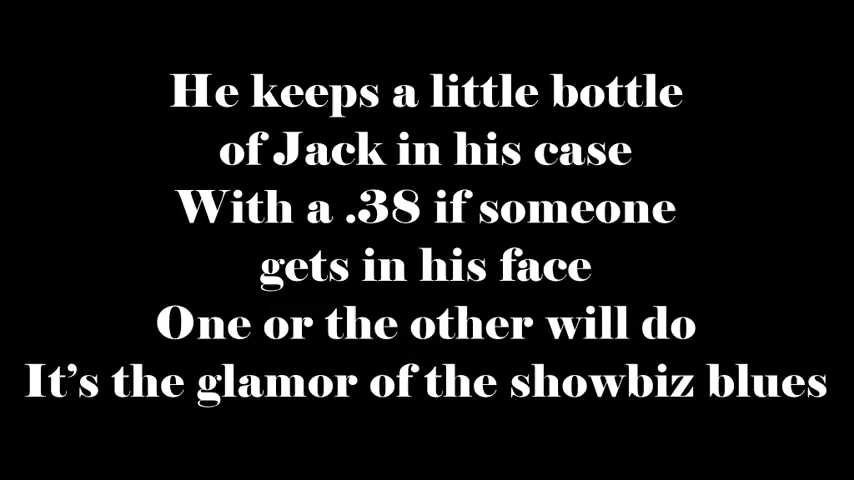 He keeps a little bottle
of Jack in his case
With a .38 if someone
gets in his face
One or the other will do
It’s the glamor of the showbiz blues